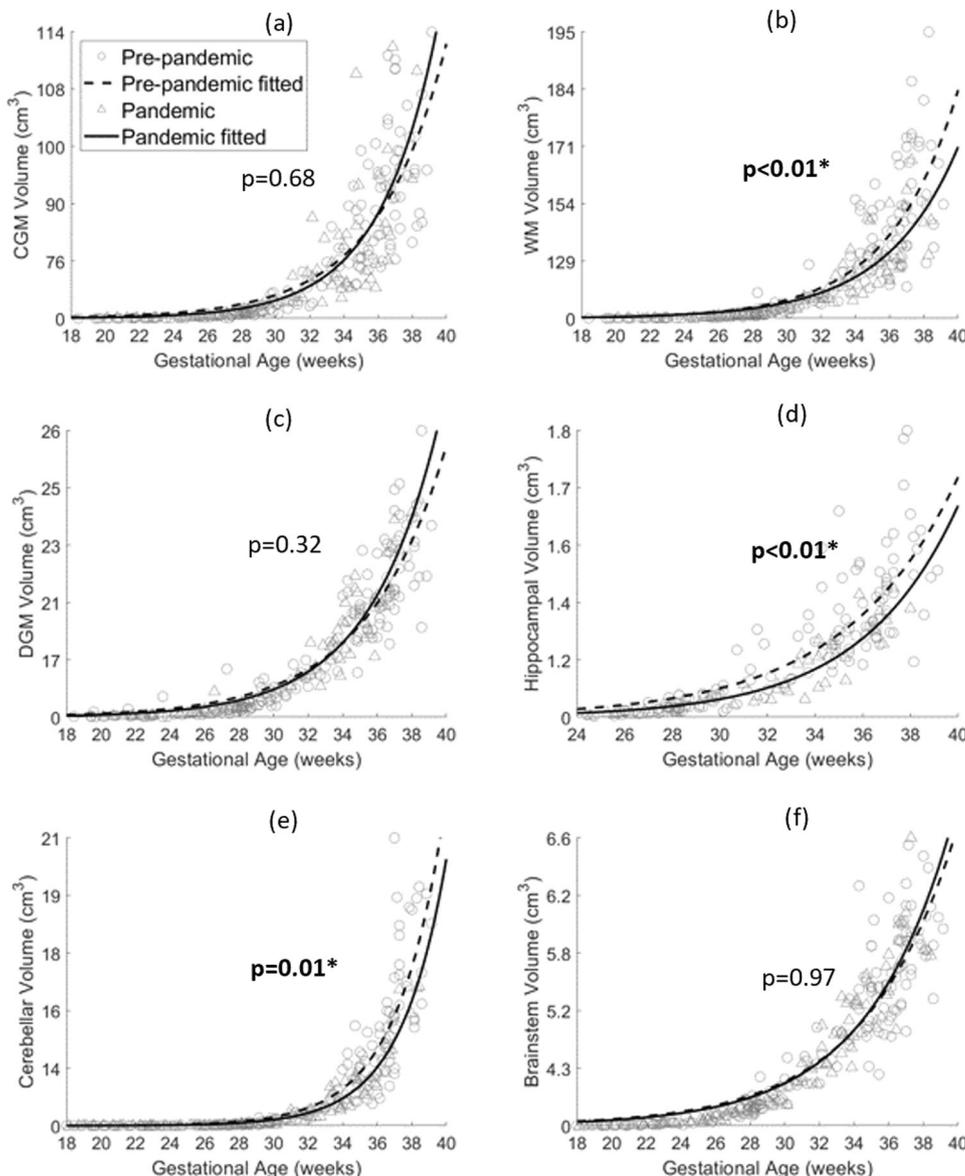 (a)
114
108
100
90
76
0
CGM Volume (cm³)
Pre-pandemic
Pre-pandemic fitted
Pandemic
Pandemic fitted
p=0.68
18 20 22 24 26 28 30 32 34 36 38 40
Gestational Age (weeks)
(b)
195
184
171
154
129
0
WM Volume (cm³)
p<0.01*
18 20 22 24 26 28 30 32 34 36 38 40
Gestational Age (weeks)
(c)
26
25
23
21
17
0
DGM Volume (cm³)
p=0.32
18 20 22 24 26 28 30 32 34 36 38 40
Gestational Age (weeks)
(d)
1.8
1.7
1.6
1.4
1.2
0
Hippocampal Volume (cm³)
p<0.01*
24 26 28 30 32 34 36 38 40
Gestational Age (weeks)
(e)
21
19
18
16
14
0
Cerebellar Volume (cm³)
p=0.01*
18 20 22 24 26 28 30 32 34 36 38 40
Gestational Age (weeks)
(f)
6.6
6.2
5.8
5.2
4.3
0
Brainstem Volume (cm³)
p=0.97
18 20 22 24 26 28 30 32 34 36 38 40
Gestational Age (weeks)